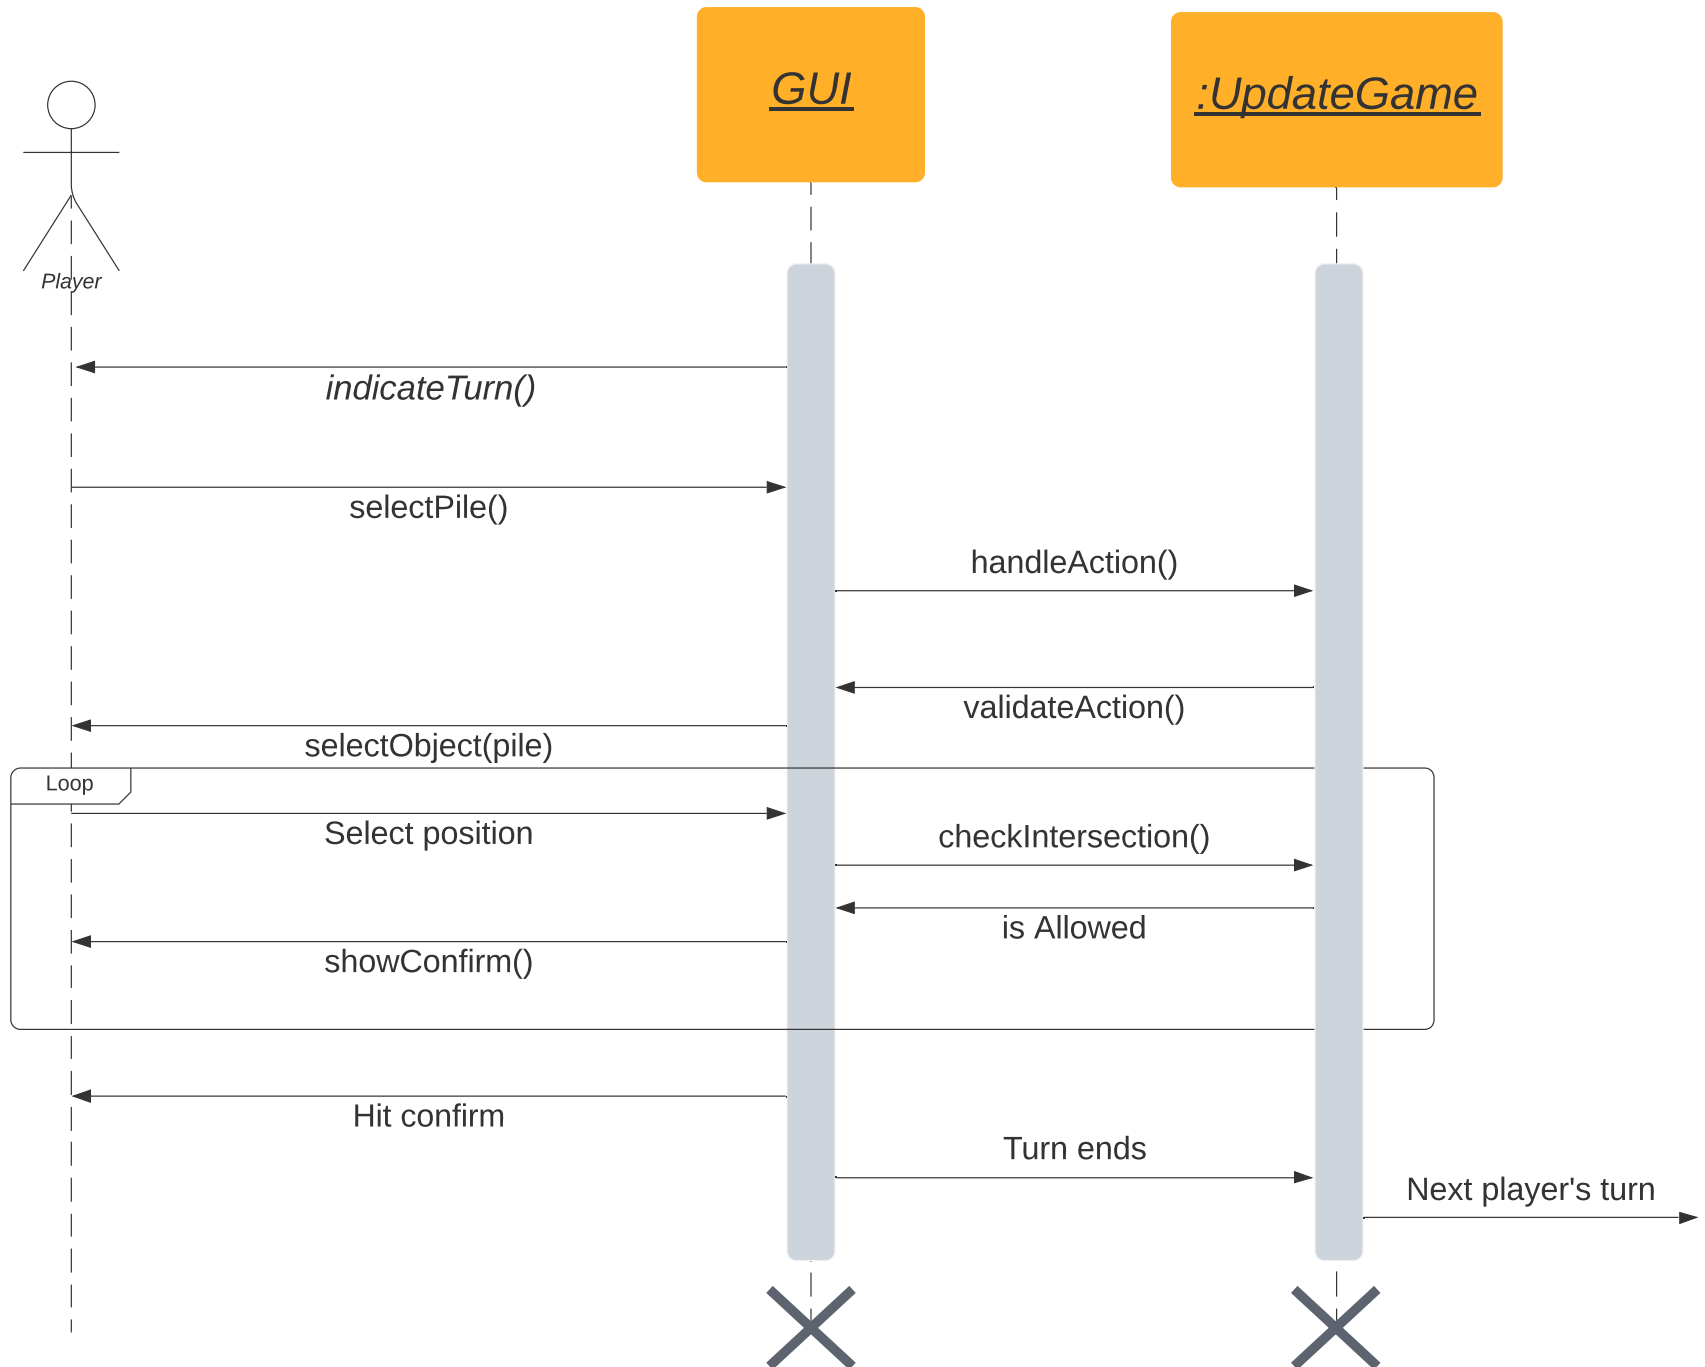 GUI
:UpdateGame
Player
indicateTurn()
selectPile()
handleAction()
validateAction()
selectObject(pile)
Loop
Select position
checkIntersection()
is Allowed
showConfirm()
Hit confirm
Turn ends
Next player's turn